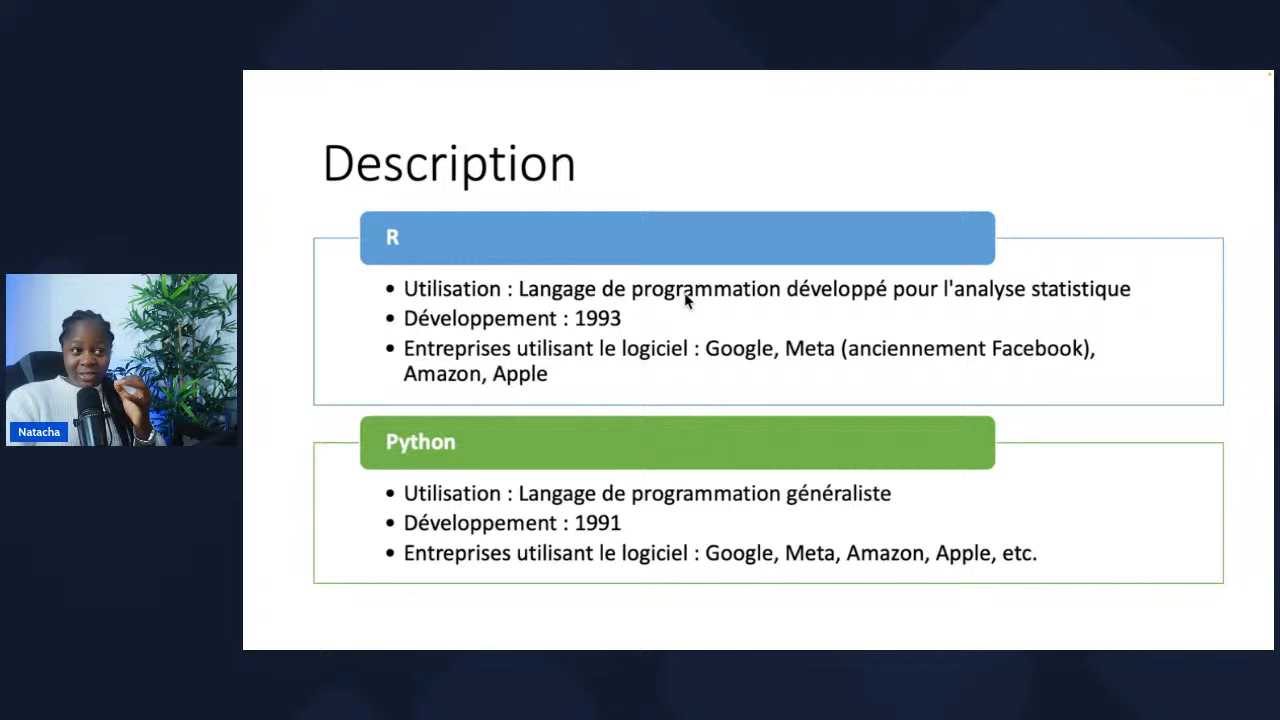 Description
R
• Utilisation : Langage de programmation développé pour l'analyse statistique
• Développement : 1993
• Entreprises utilisant le logiciel : Google, Meta (anciennement Facebook),
Amazon, Apple
Natacha
Python
• Utilisation : Langage de programmation généraliste
• Développement : 1991
• Entreprises utilisant le logiciel : Google, Meta, Amazon, Apple, etc.